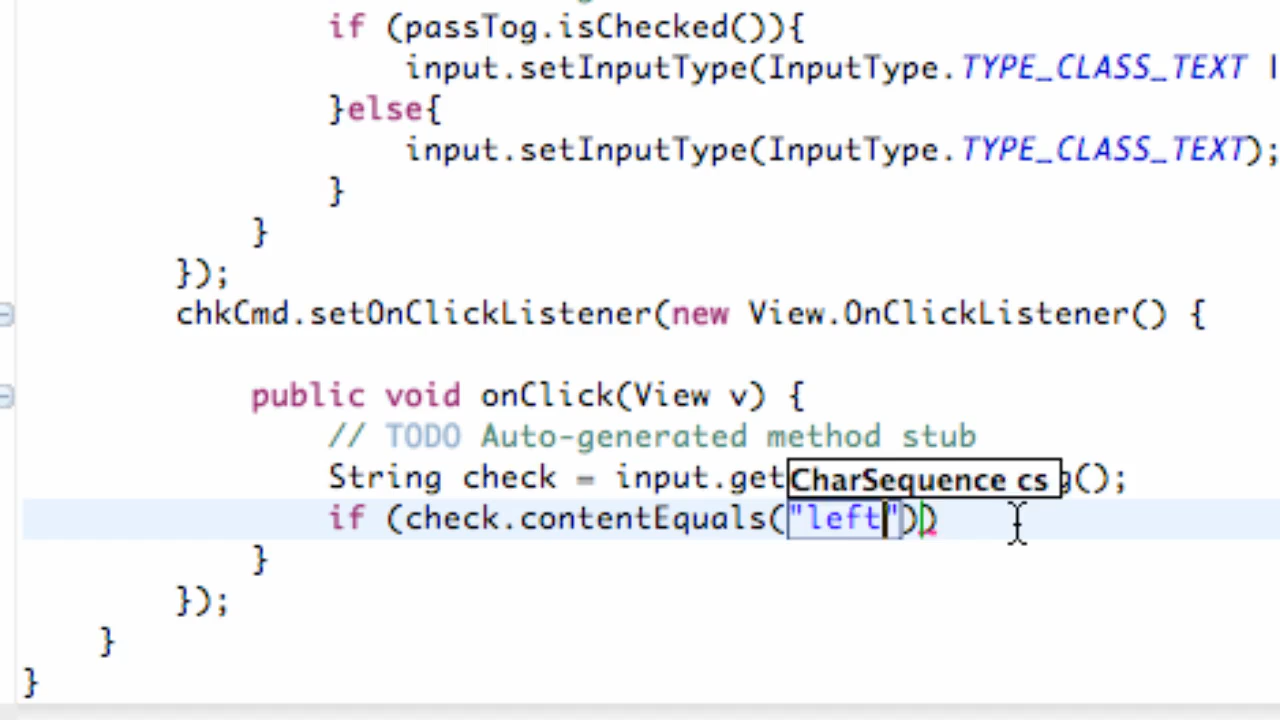 if (passTog.isChecked()){
input.setInputType(InputType.TYPE_CLASS_TEXT |
}else{
input.setInputType(InputType.TYPE_CLASS_TEXT);
}
}
});
chkCmd.setOnClickListener(new View.OnClickListener() {
public void onClick(View v) {
// TODO Auto-generated method stub
String check = input.get CharSequence cs g();
if (check.contentEquals("left"))
}
});
}
}